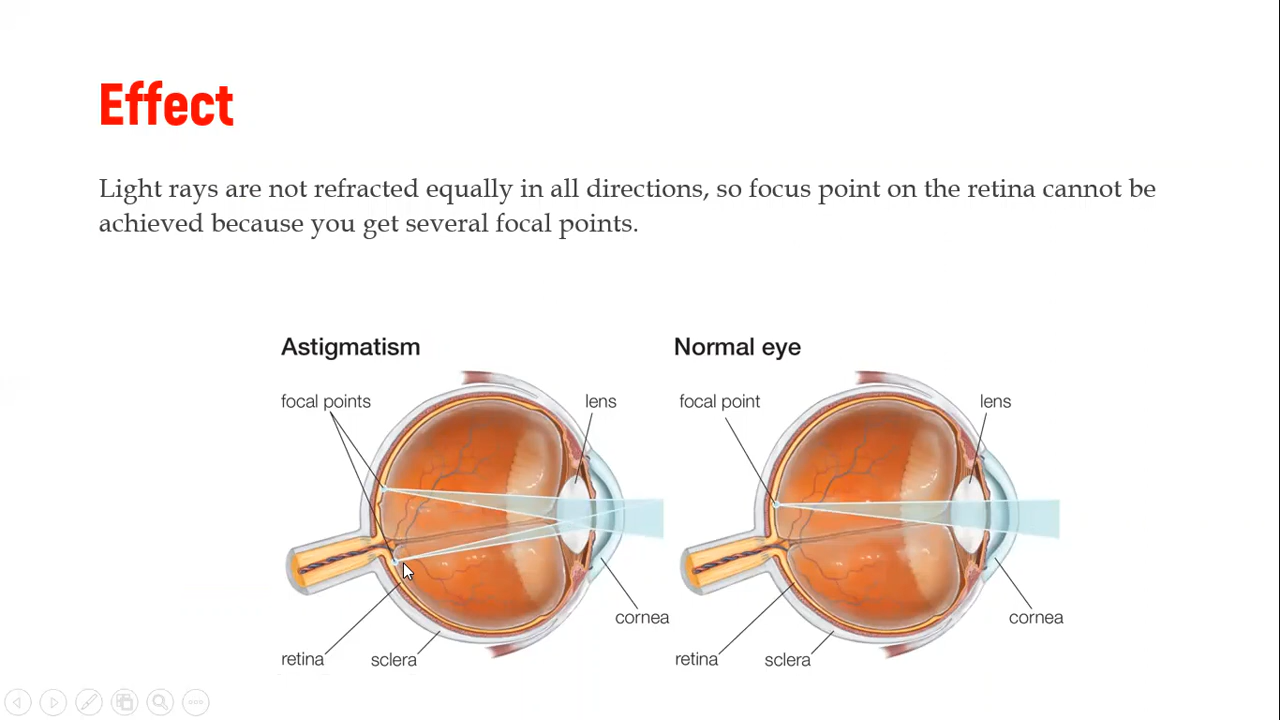 Effect
Light rays are not refracted equally in all directions, so focus point on the retina cannot be
achieved because you get several focal points.
Astigmatism
focal points
lens
cornea
retina
sclera
Normal eye
focal point
lens
cornea
retina
sclera